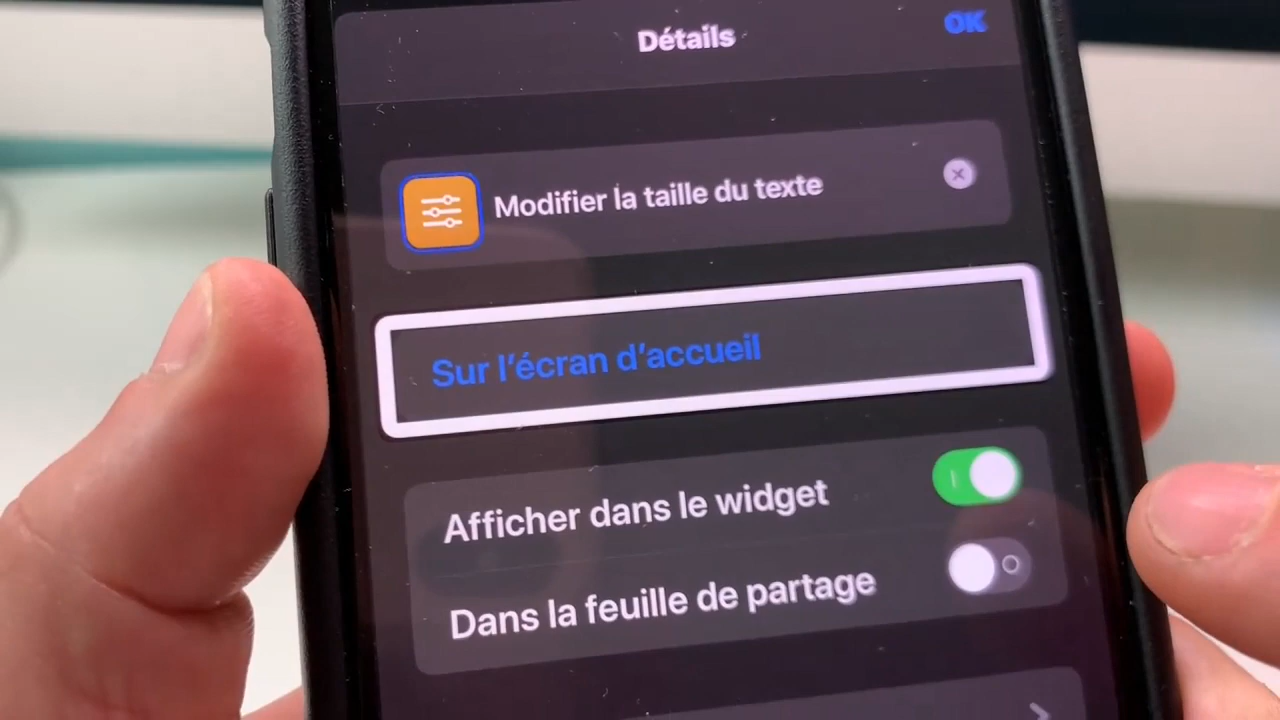 Détails
OK
Modifier la taille du texte
Sur l’écran d’accueil
Afficher dans le widget
Dans la feuille de partage